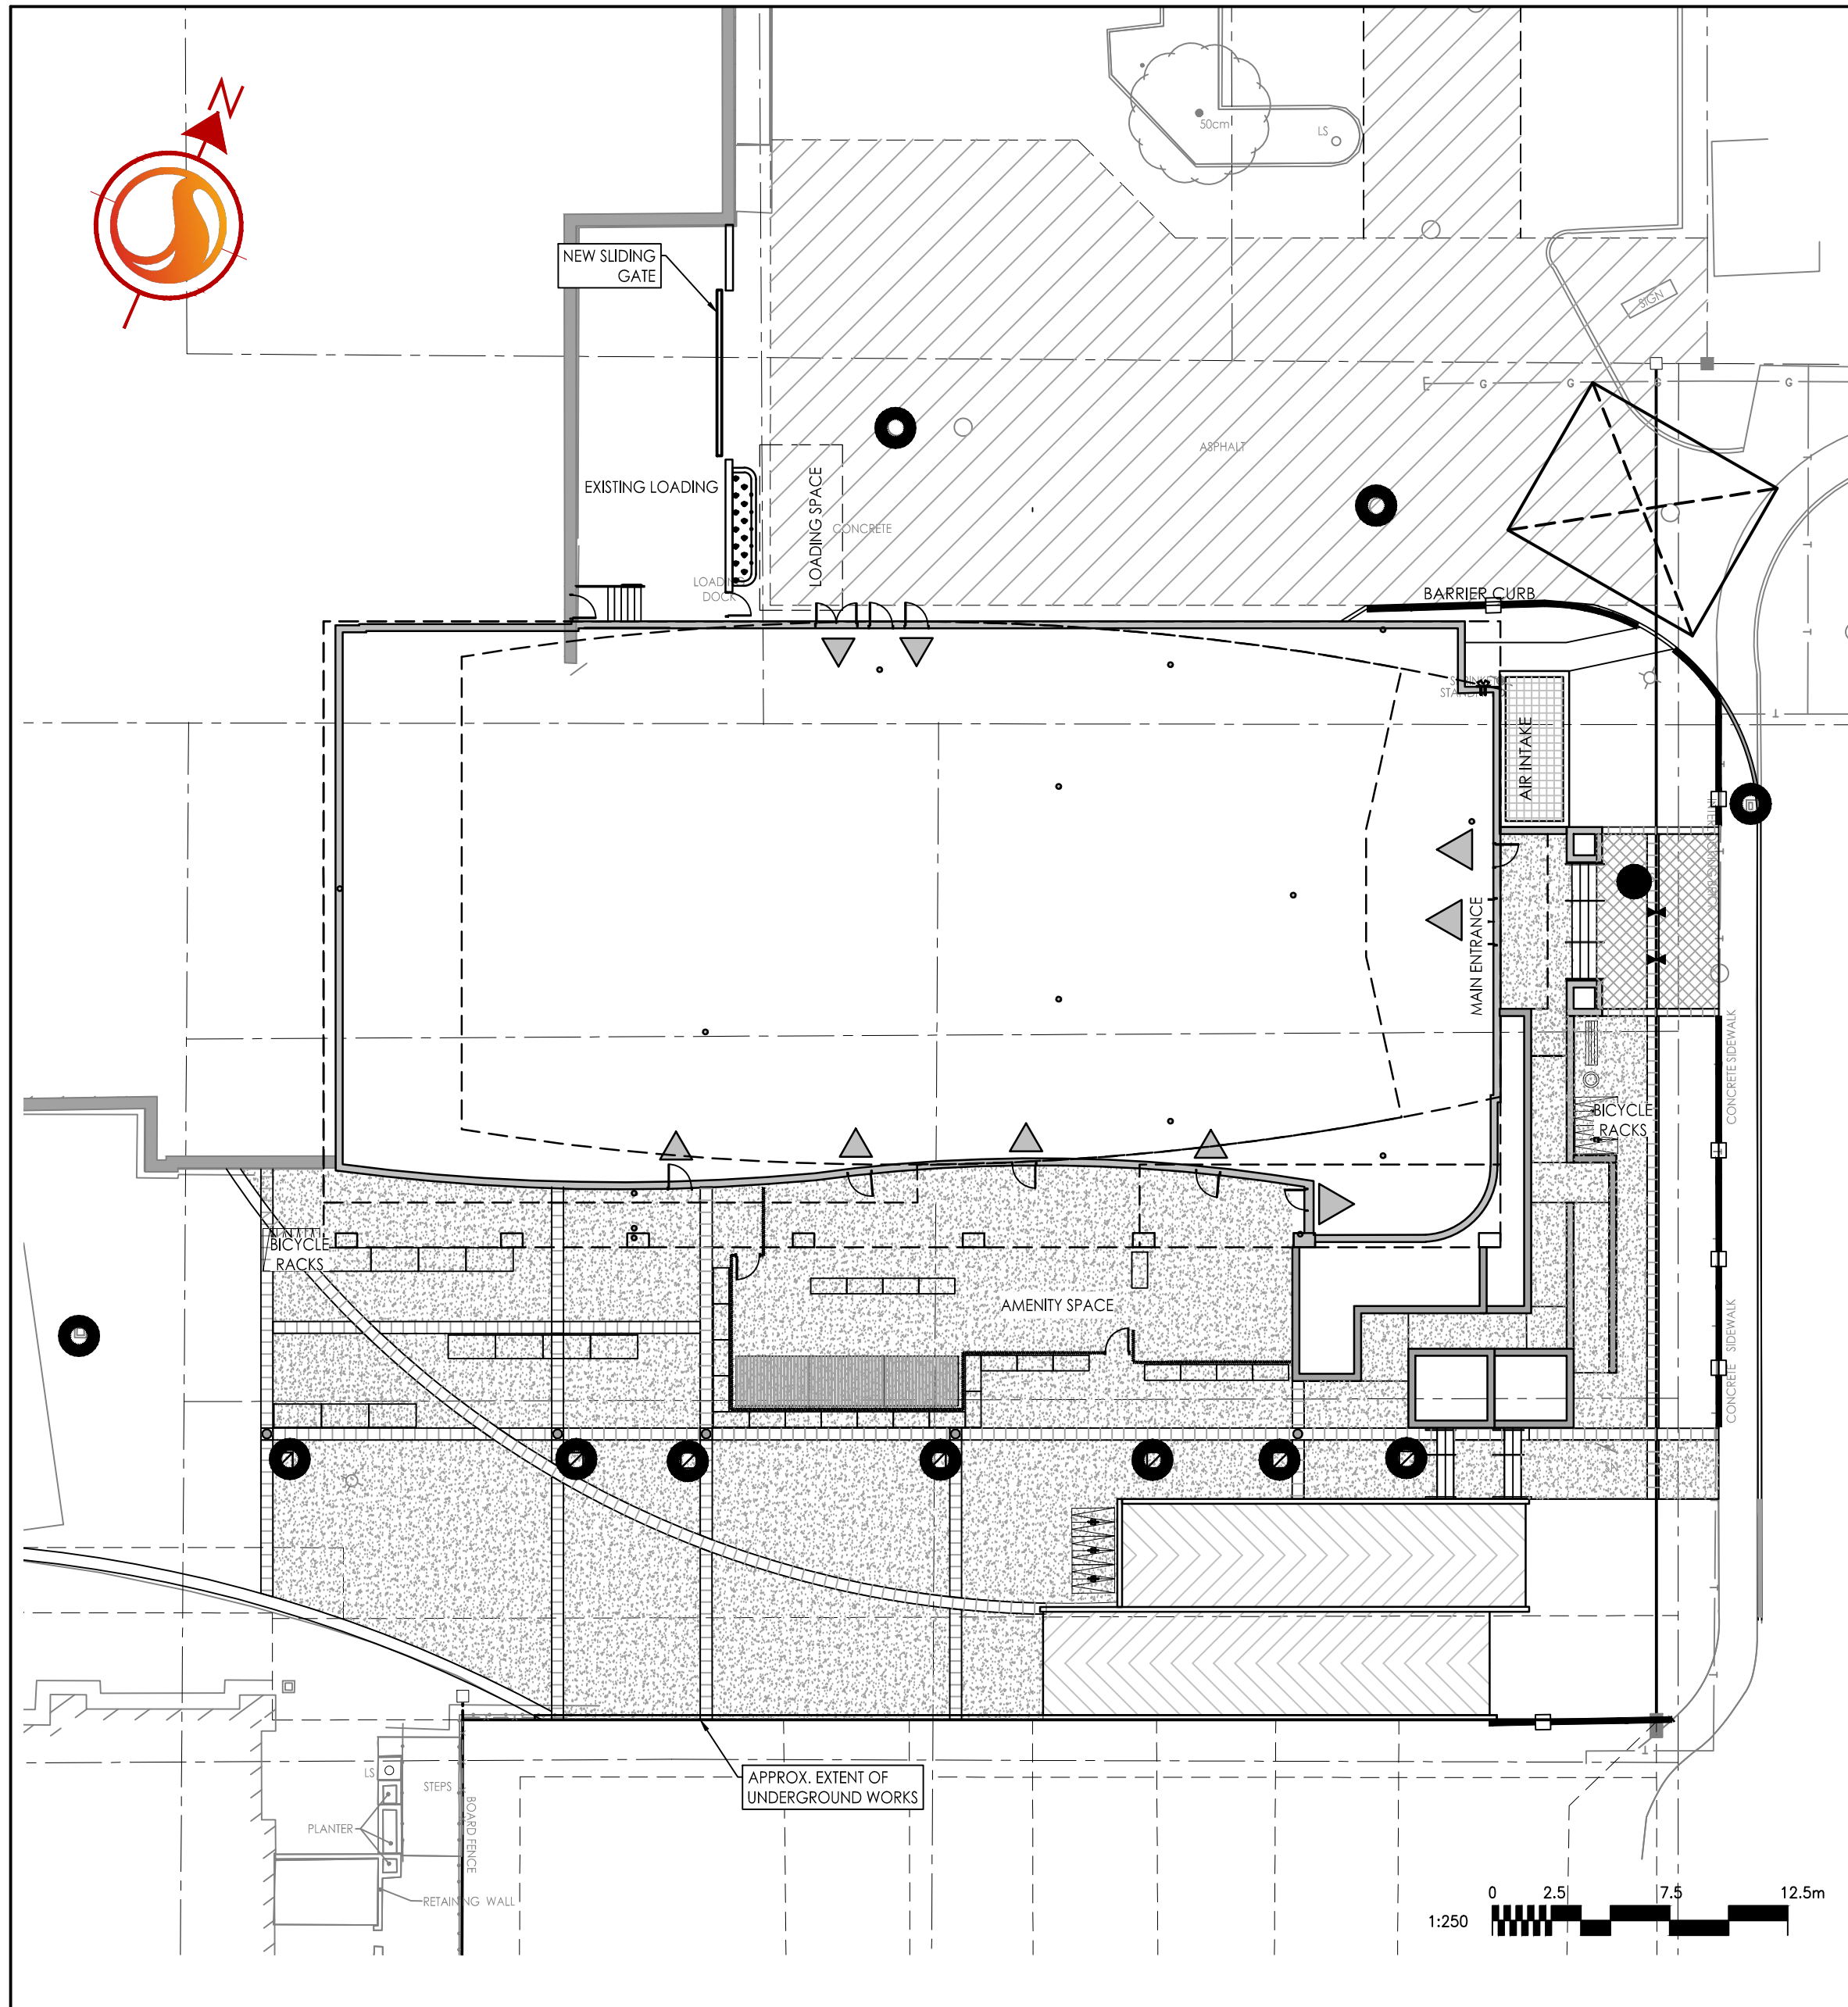 N
50cm
LS
NEW SLIDING
GATE
SIGN
G
G
G
G
ASPHALT
EXISTING LOADING
LOADING SPACE
CONCRETE
LOADING
DOCK
BARRIER CURB
T
T
T
AIR INTAKE
MAIN ENTRANCE
CONCRETE SIDEWALK
BICYCLE
RACKS
BICYCLE
RACKS
AMENITY SPACE
CONCRETE SIDEWALK
LS
STEPS
APPROX. EXTENT OF
UNDERGROUND WORKS
PLANTER
BOARD FENCE
RETAINING WALL
0 2.5 7.5 12.5m
1:250